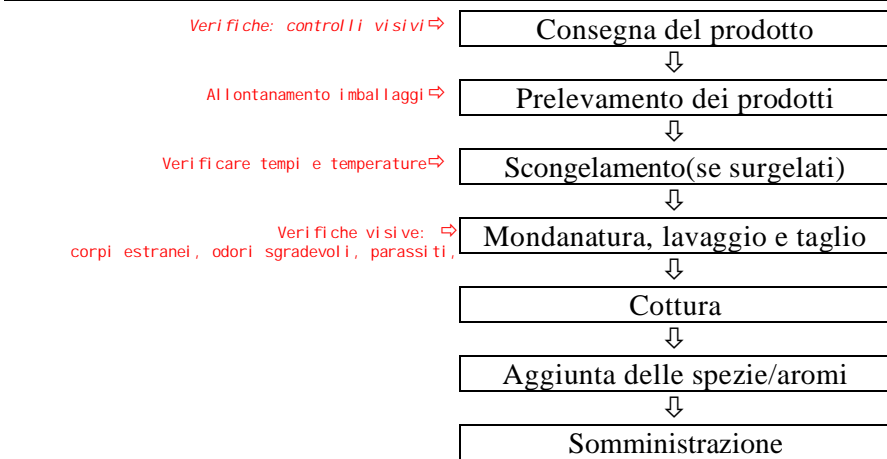 Verifiche: controlli visivi⇨ Consegna del prodotto
⇩
Allontanamento imballaggi⇨ Prelevamento dei prodotti
⇩
Verificare tempi e temperature⇨ Scongelamento(se surgelati)
⇩
Verifiche visive: ⇨ Mondanatura, lavaggio e taglio
corpi estranei, odori sgradevoli, parassiti,
⇩
Cottura
⇩
Aggiunta delle spezie/aromi
⇩
Somministrazione